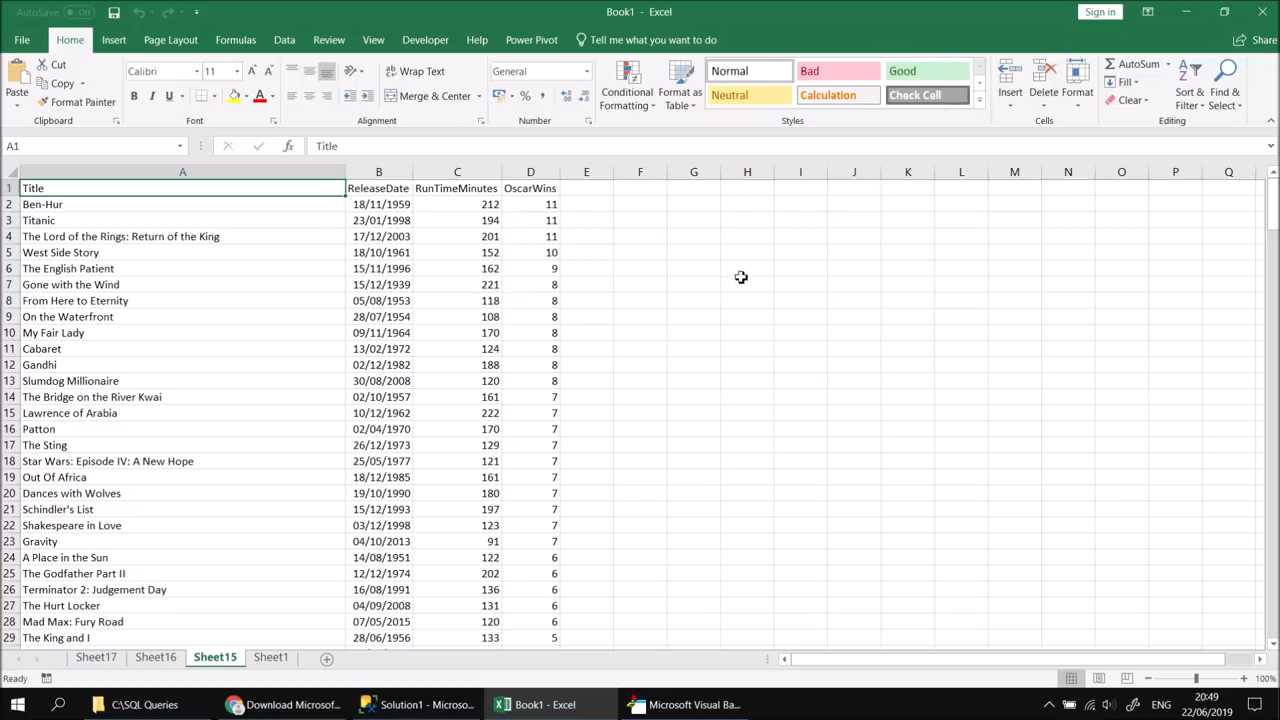 AutoSave Off
Book1 - Excel
Sign in
File Home Insert Page Layout Formulas Data Review View Developer Help Power Pivot Tell me what you want to do Share
Paste
Cut
Copy
Format Painter
Clipboard
Calibri 11
B I U
Font
Wrap Text
Merge & Center
Alignment
General
%
Number
Conditional Formatting
Format as Table
Normal Bad Good
Neutral Calculation Check Cell
Styles
Insert Delete Format
Cells
AutoSum
Fill
Clear
Sort & Filter
Find & Select
Editing
A1 fx Title
A B C D E F G H I J K L M N O P Q
1 Title ReleaseDate RunTimeMinutes OscarWins
2 Ben-Hur 18/11/1959 212 11
3 Titanic 23/01/1998 194 11
4 The Lord of the Rings: Return of the King 17/12/2003 201 11
5 West Side Story 18/10/1961 152 10
6 The English Patient 15/11/1996 162 9
7 Gone with the Wind 15/12/1939 221 8
8 From Here to Eternity 05/08/1953 118 8
9 On the Waterfront 28/07/1954 108 8
10 My Fair Lady 09/11/1964 170 8
11 Cabaret 13/02/1972 124 8
12 Gandhi 02/12/1982 188 8
13 Slumdog Millionaire 30/08/2008 120 8
14 The Bridge on the River Kwai 02/10/1957 161 7
15 Lawrence of Arabia 10/12/1962 222 7
16 Patton 02/04/1970 170 7
17 The Sting 26/12/1973 129 7
18 Star Wars: Episode IV: A New Hope 25/05/1977 121 7
19 Out Of Africa 18/12/1985 161 7
20 Dances with Wolves 19/10/1990 180 7
21 Schindler's List 15/12/1993 197 7
22 Shakespeare in Love 03/12/1998 123 7
23 Gravity 04/10/2013 91 7
24 A Place in the Sun 14/08/1951 122 6
25 The Godfather Part II 12/12/1974 202 6
26 Terminator 2: Judgement Day 16/08/1991 136 6
27 The Hurt Locker 04/09/2008 131 6
28 Mad Max: Fury Road 07/05/2015 120 6
29 The King and I 28/06/1956 133 5
Sheet17 Sheet16 Sheet15 Sheet1
Ready 100%
C:\SQL Queries Download Microsof... Solution1 - Microso... Book1 - Excel Microsoft Visual Ba... ENG 20:49
22/06/2019